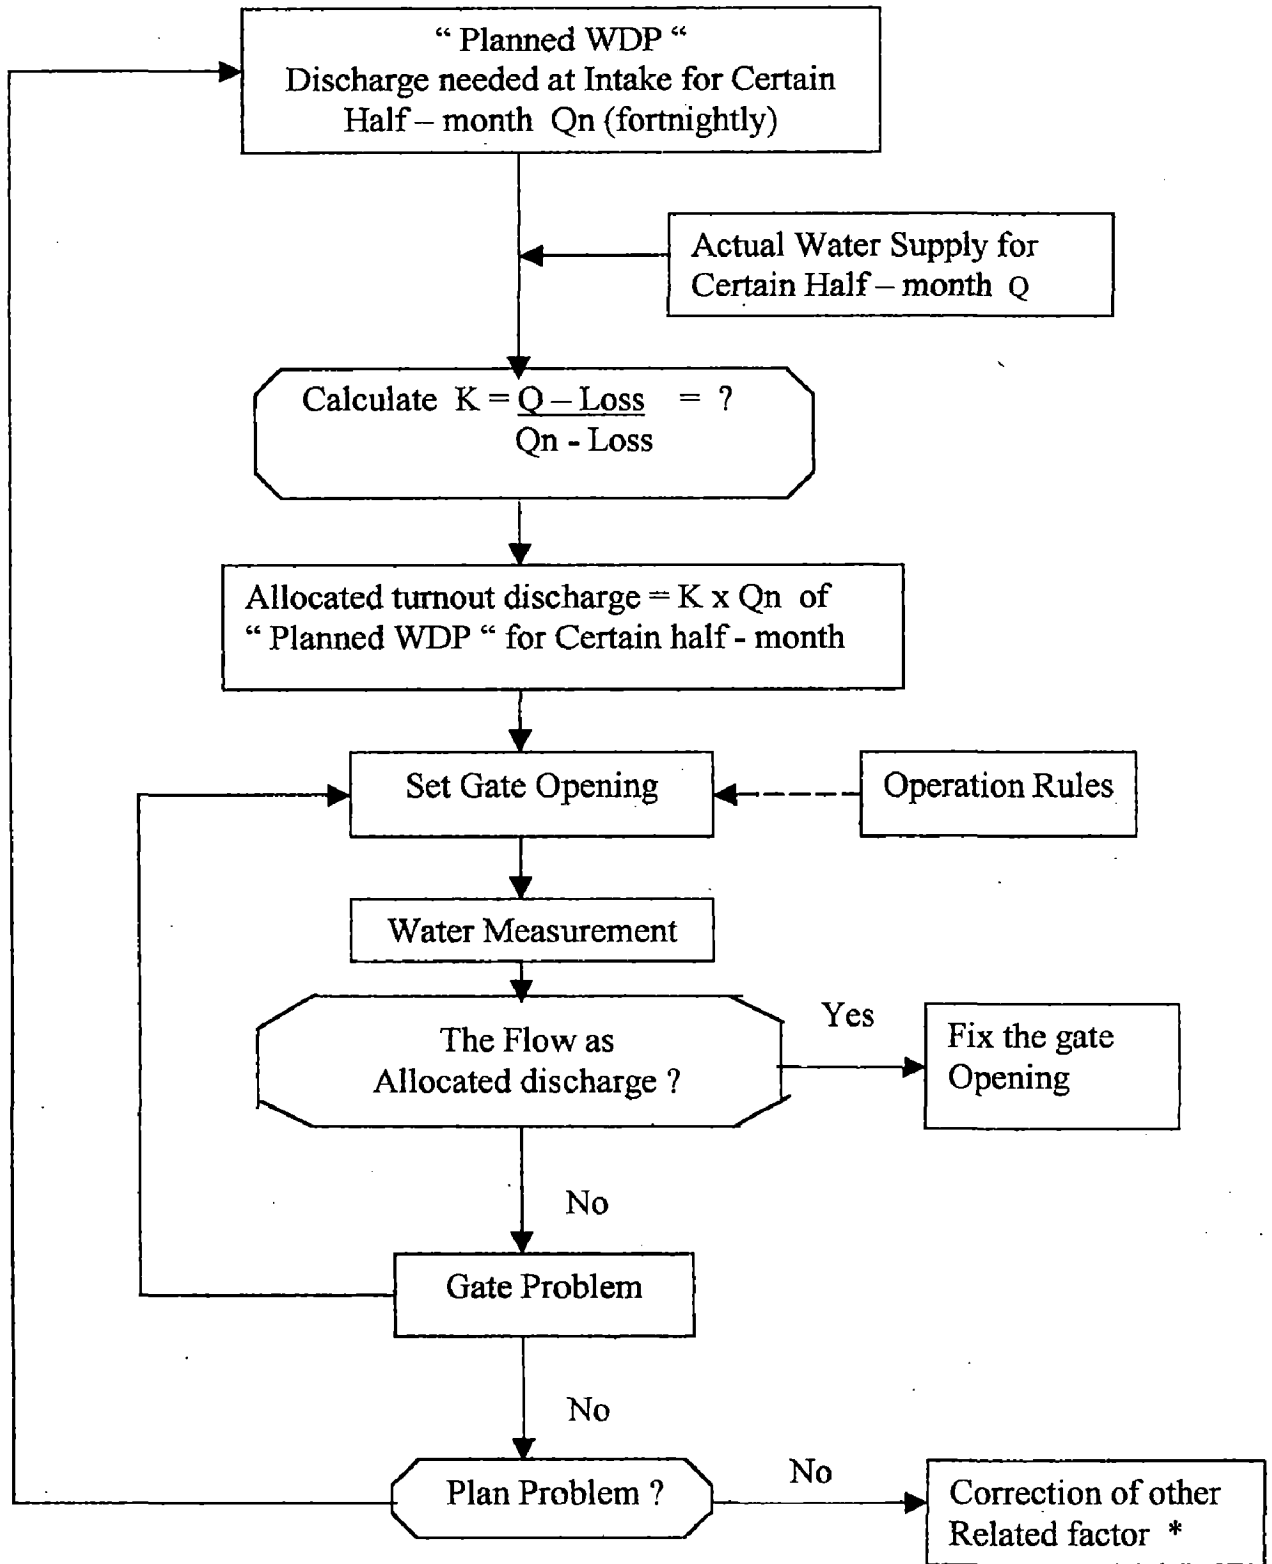 “ Planned WDP “
Discharge needed at Intake for Certain
Half – month Qn (fortnightly)
Actual Water Supply for
Certain Half – month Q
Calculate K = Q – Loss = ?
Qn - Loss
Allocated turnout discharge = K x Qn of
“ Planned WDP “ for Certain half - month
Set Gate Opening
Operation Rules
Water Measurement
The Flow as
Allocated discharge ?
Yes
Fix the gate
Opening
No
Gate Problem
No
Plan Problem ?
No
Correction of other
Related factor *